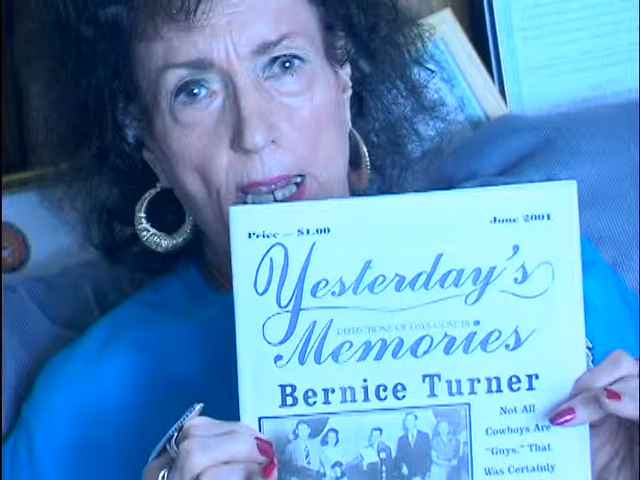 Price — $1.00 June 2001
Yesterday's
REFLECTIONS OF DAYS GONE BY
Memories
Bernice Turner
Not All
Cowboys Are
"Guys." That
Was Certainly